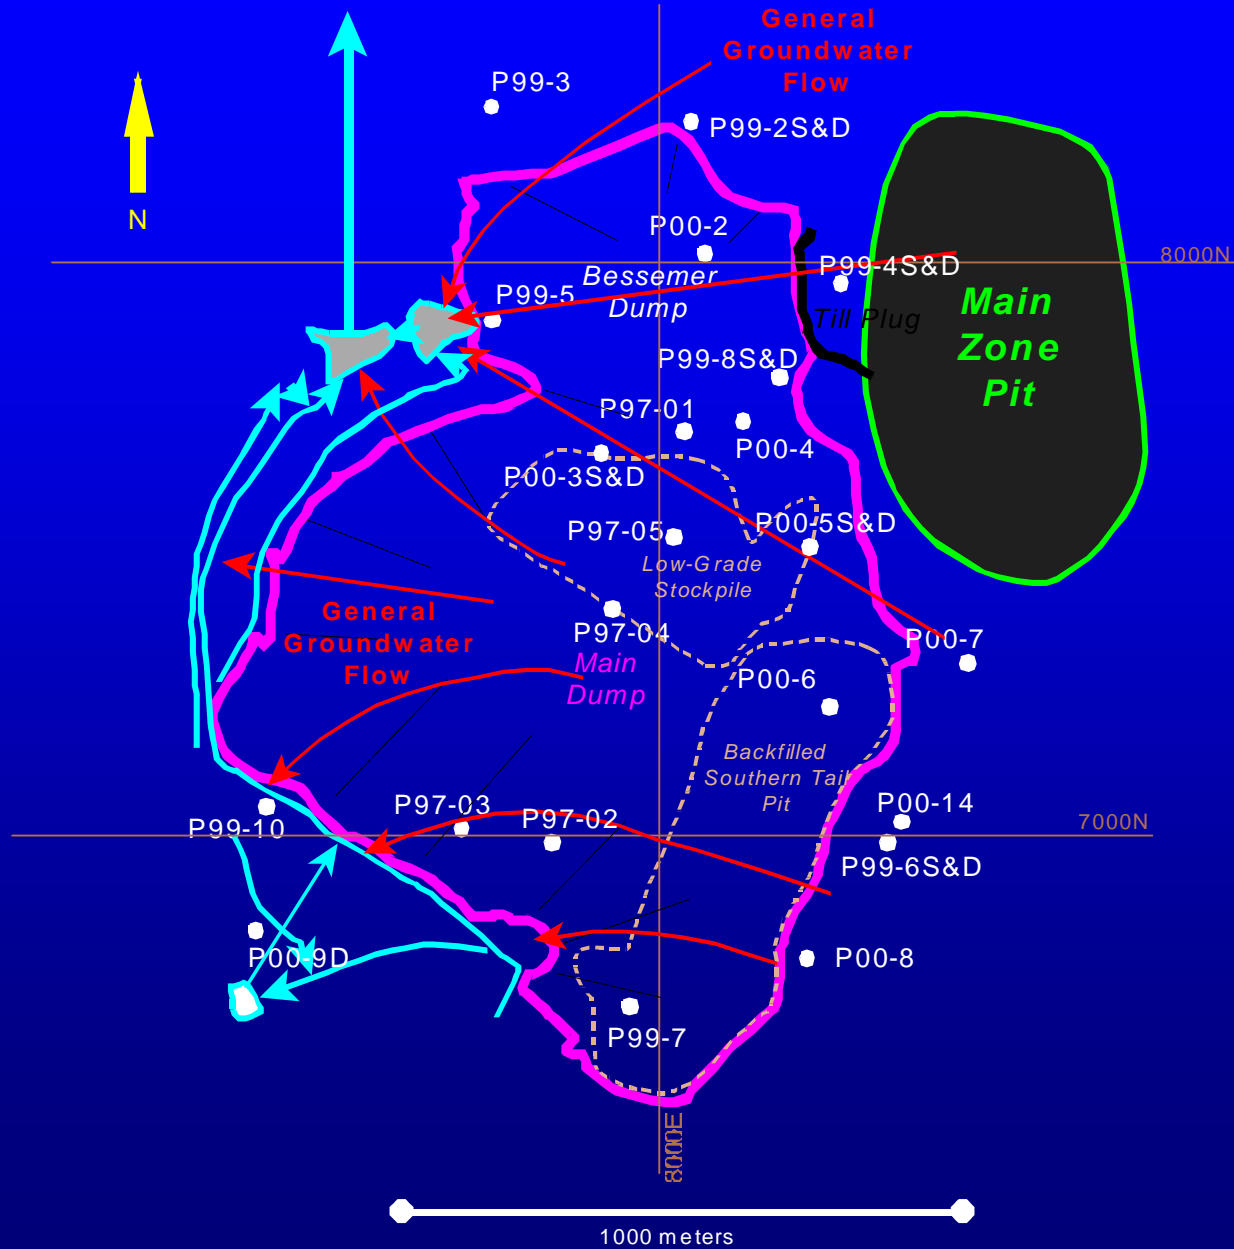 General
Groundwater
Flow
P99-3
P99-2S&D
N
P00-2
8000N
P99-4S&D
Bessemer
Dump
P99-5
Main
Zone
Pit
Till Plug
P99-8S&D
P97-01
P00-4
P00-3S&D
P97-05
P00-5S&D
Low-Grade
Stockpile
General
Groundwater
Flow
P97-04
P00-7
Main
Dump
P00-6
Backfilled
Southern Tail
Pit
P97-03
P97-02
P00-14
P99-10
7000N
P99-6S&D
P00-9D
P00-8
P99-7
1000 meters